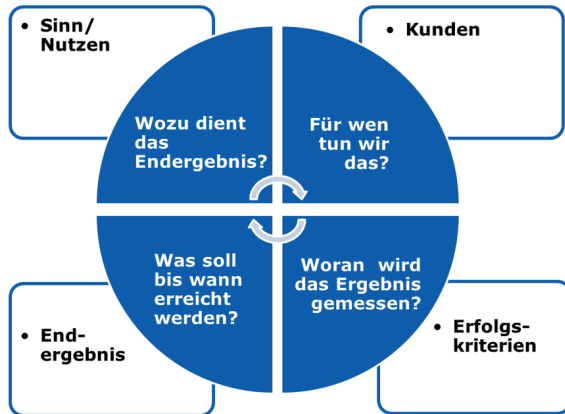 • Sinn/
Nutzen
• Kunden
Wozu dient
das
Endergebnis?
Für wen
tun wir
das?
Was soll
bis wann
erreicht
werden?
Woran wird
das Ergebnis
gemessen?
• End-
ergebnis
• Erfolgs-
kriterien